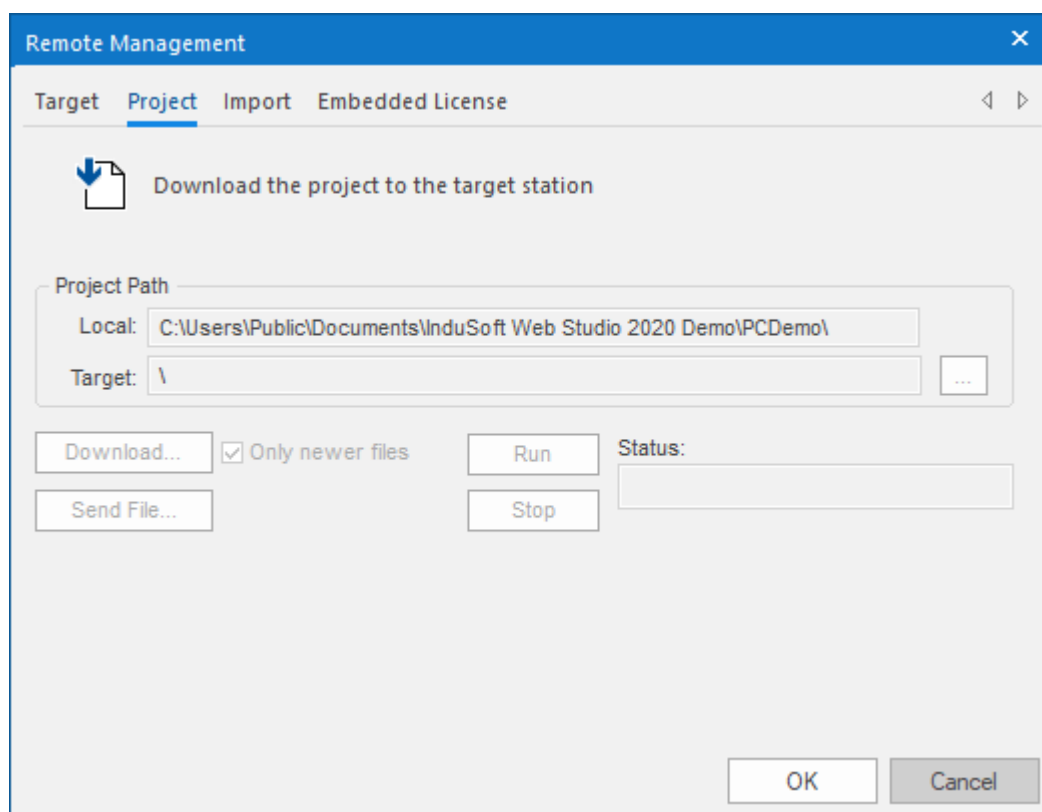 Remote Management
Target Project Import Embedded License
Download the project to the target station
Project Path
Local: C:\Users\Public\Documents\InduSoft Web Studio 2020 Demo\PCDemo\
Target: \ ...
Download... Only newer files Run Status:
Send File... Stop
OK Cancel